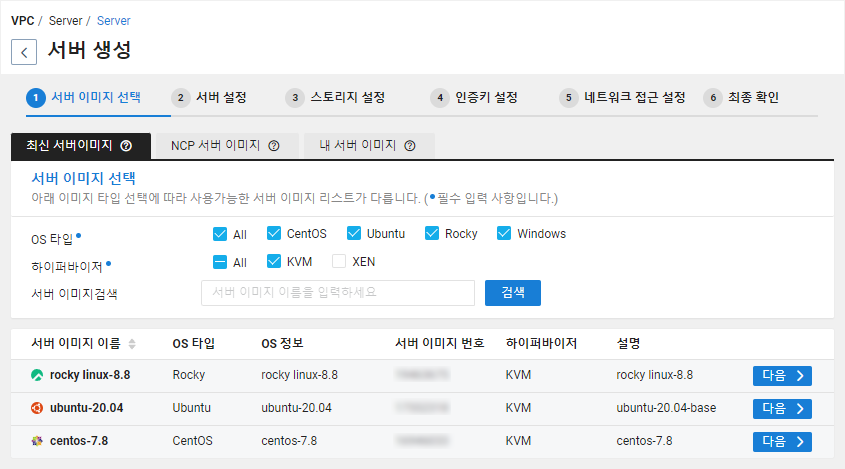 VPC / Server / Server
서버 생성
1 서버 이미지 선택 2 서버 설정 3 스토리지 설정 4 인증키 설정 5 네트워크 접근 설정 6 최종 확인
최신 서버이미지 ? NCP 서버 이미지 ? 내 서버 이미지 ?
서버 이미지 선택
아래 이미지 타입 선택에 따라 사용가능한 서버 이미지 리스트가 다릅니다. (•필수 입력 사항입니다.)
OS 타입• All CentOS Ubuntu Rocky Windows
하이퍼바이저• All KVM XEN
서버 이미지검색 서버 이미지 이름을 입력하세요 검색
서버 이미지 이름 OS 타입 OS 정보 서버 이미지 번호 하이퍼바이저 설명
rocky linux-8.8 Rocky rocky linux-8.8 KVM rocky linux-8.8 다음
ubuntu-20.04 Ubuntu ubuntu-20.04 KVM ubuntu-20.04-base 다음
centos-7.8 CentOS centos-7.8 KVM centos-7.8 다음